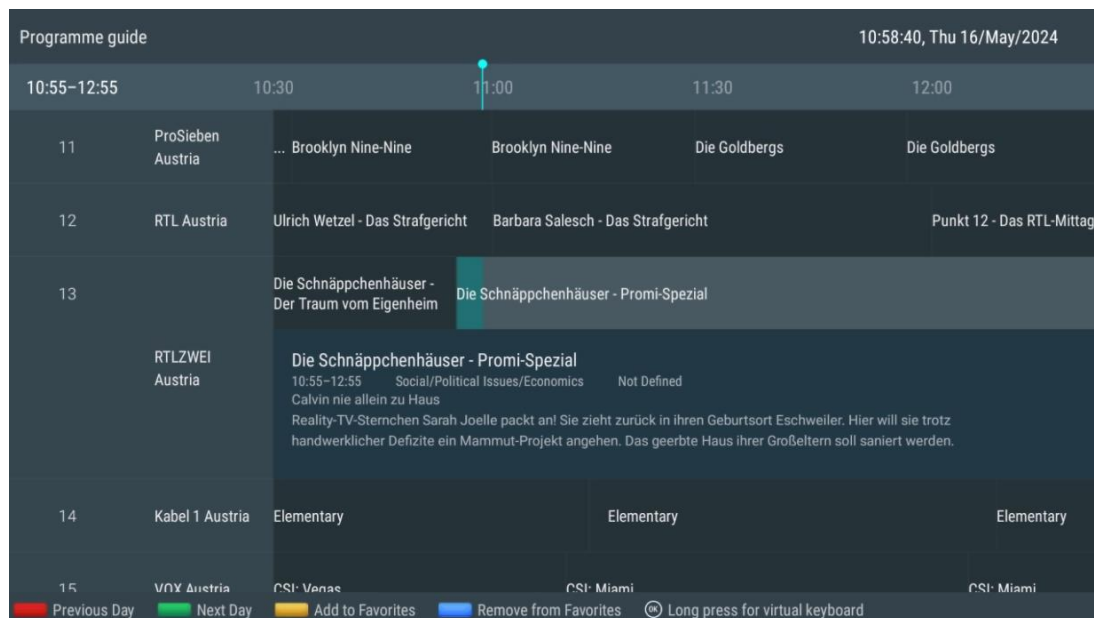 Programme guide
10:58:40, Thu 16/May/2024
10:55–12:55
10:30
11:00
11:30
12:00
11
ProSieben
Austria
... Brooklyn Nine-Nine
Brooklyn Nine-Nine
Die Goldbergs
Die Goldbergs
12
RTL Austria
Ulrich Wetzel - Das Strafgericht
Barbara Salesch - Das Strafgericht
Punkt 12 - Das RTL-Mittag
13
Die Schnäppchenhäuser -
Der Traum vom Eigenheim
Die Schnäppchenhäuser - Promi-Spezial
RTLZWEI
Austria
Die Schnäppchenhäuser - Promi-Spezial
10:55–12:55 Social/Political Issues/Economics Not Defined
Calvin nie allein zu Haus
Reality-TV-Sternchen Sarah Joelle packt an! Sie zieht zurück in ihren Geburtsort Eschweiler. Hier will sie trotz
handwerklicher Defizite ein Mammut-Projekt angehen. Das geerbte Haus ihrer Großeltern soll saniert werden.
14
Kabel 1 Austria
Elementary
Elementary
Elementary
15
VOX Austria
CSI: Vegas
CSI: Miami
CSI: Miami
Previous Day
Next Day
Add to Favorites
Remove from Favorites
OK Long press for virtual keyboard